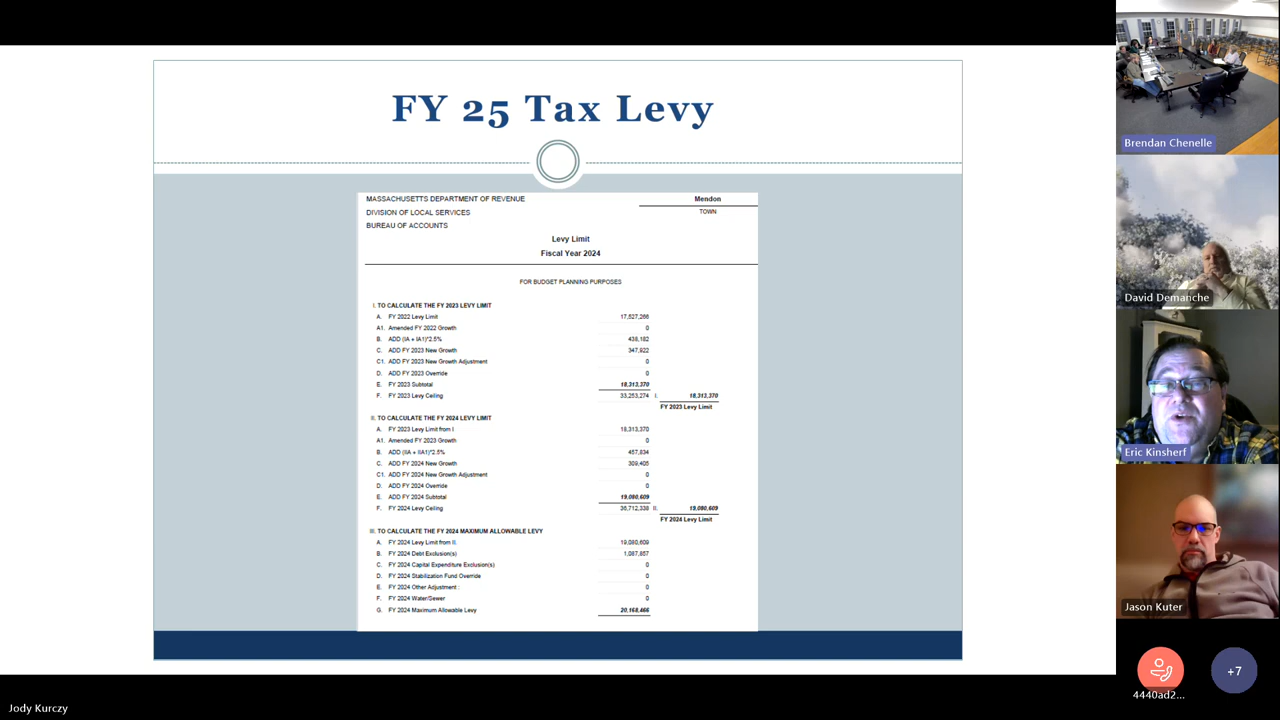 FY 25 Tax Levy
MASSACHUSETTS DEPARTMENT OF REVENUE
Mendon
DIVISION OF LOCAL SERVICES
TOWN
BUREAU OF ACCOUNTS
Levy Limit
Fiscal Year 2024
FOR BUDGET PLANNING PURPOSES
I. TO CALCULATE THE FY 2023 LEVY LIMIT
A. FY 2022 Levy Limit 17,527,266
A1. Amended FY 2022 Growth 0
B. ADD (IA + IA1)*2.5% 438,182
C. ADD FY 2023 New Growth 347,922
C1. ADD FY 2023 New Growth Adjustment 0
D. ADD FY 2023 Override 0
E. FY 2023 Subtotal 18,313,370
F. FY 2023 Levy Ceiling 33,253,274 I. 18,313,370
FY 2023 Levy Limit
II. TO CALCULATE THE FY 2024 LEVY LIMIT
A. FY 2023 Levy Limit from I 18,313,370
A1. Amended FY 2023 Growth 0
B. ADD (IIA + IIA1)*2.5% 457,834
C. ADD FY 2024 New Growth 309,405
C1. ADD FY 2024 New Growth Adjustment 0
D. ADD FY 2024 Override 0
E. ADD FY 2024 Subtotal 19,080,609
F. FY 2024 Levy Ceiling 36,712,338 II. 19,080,609
FY 2024 Levy Limit
III. TO CALCULATE THE FY 2024 MAXIMUM ALLOWABLE LEVY
A. FY 2024 Levy Limit from II. 19,080,609
B. FY 2024 Debt Exclusion(s) 1,087,857
C. FY 2024 Capital Expenditure Exclusion(s) 0
D. FY 2024 Stabilization Fund Override 0
E. FY 2024 Other Adjustment : 0
F. FY 2024 Water/Sewer 0
G. FY 2024 Maximum Allowable Levy 20,168,466
Brendan Chenelle
David Demanche
Eric Kinsherf
Jason Kuter
4440ad2...
+7
Jody Kurczy